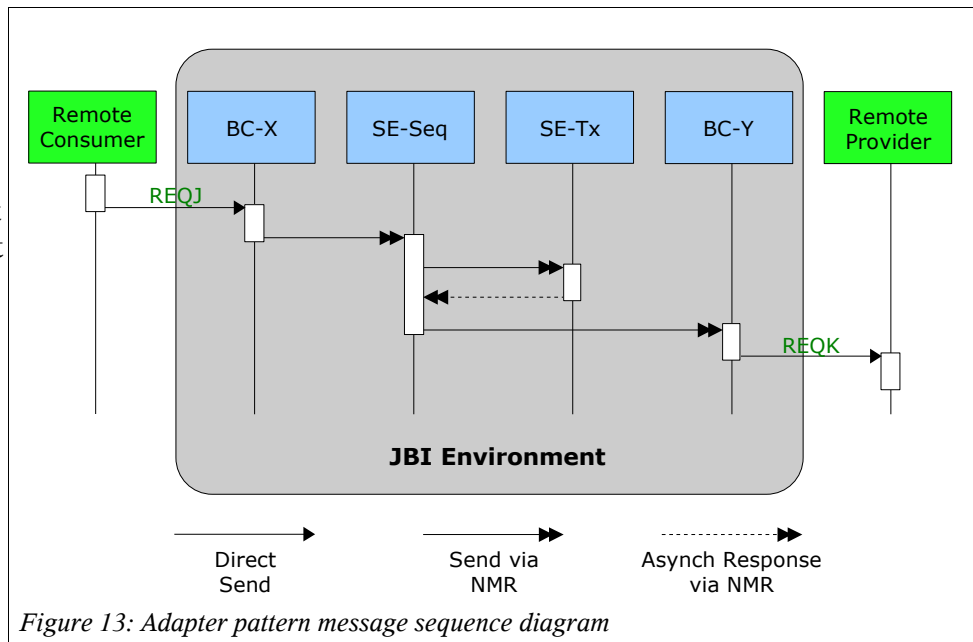 Remote
Consumer
BC-X
SE-Seq
SE-Tx
BC-Y
Remote
Provider
REQJ
REQK
JBI Environment
Direct
Send
Send via
NMR
Asynch Response
via NMR
Figure 13: Adapter pattern message sequence diagram